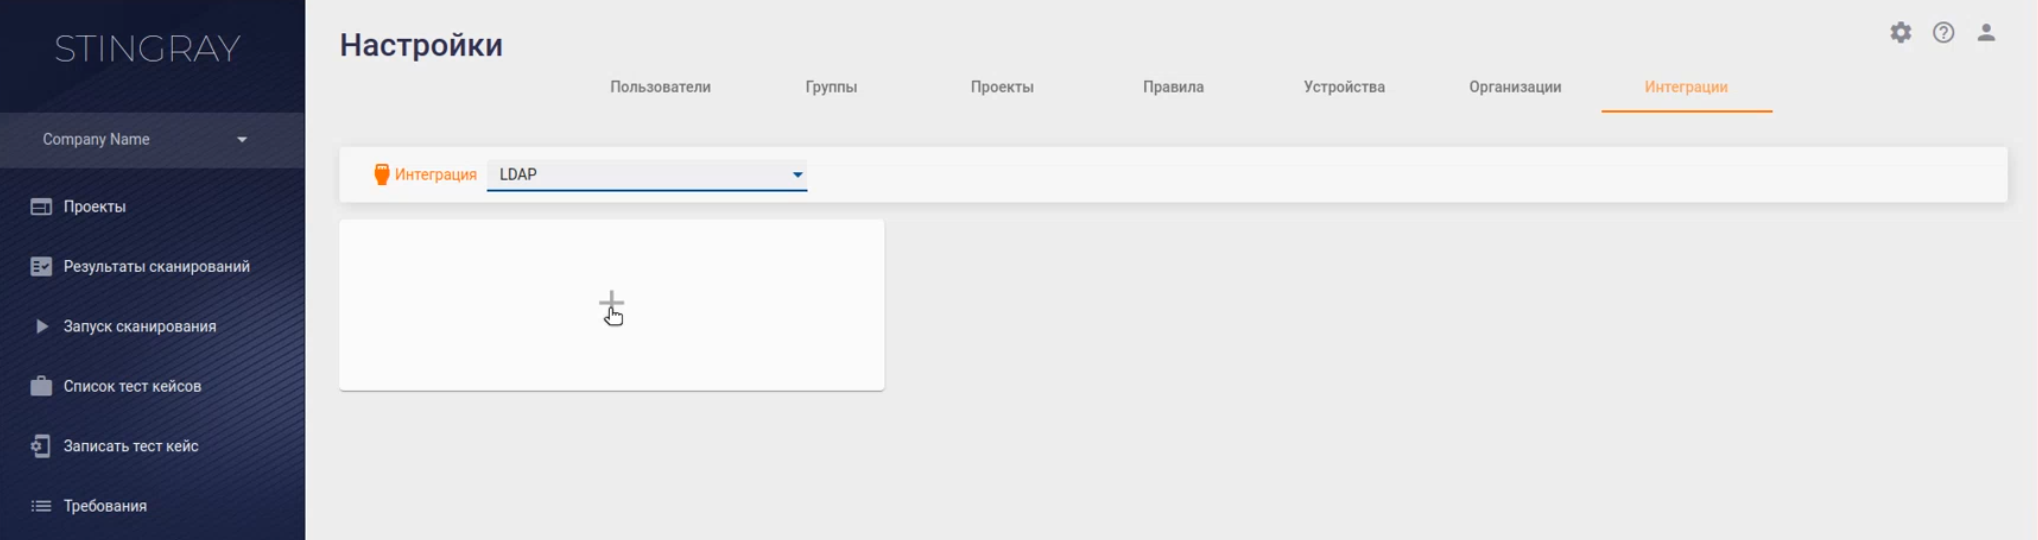 STINGRAY
Company Name
Проекты
Результаты сканирований
Запуск сканирования
Список тест кейсов
Записать тест кейс
Требования
Настройки
Пользователи Группы Проекты Правила Устройства Организации Интеграции
Интеграция LDAP